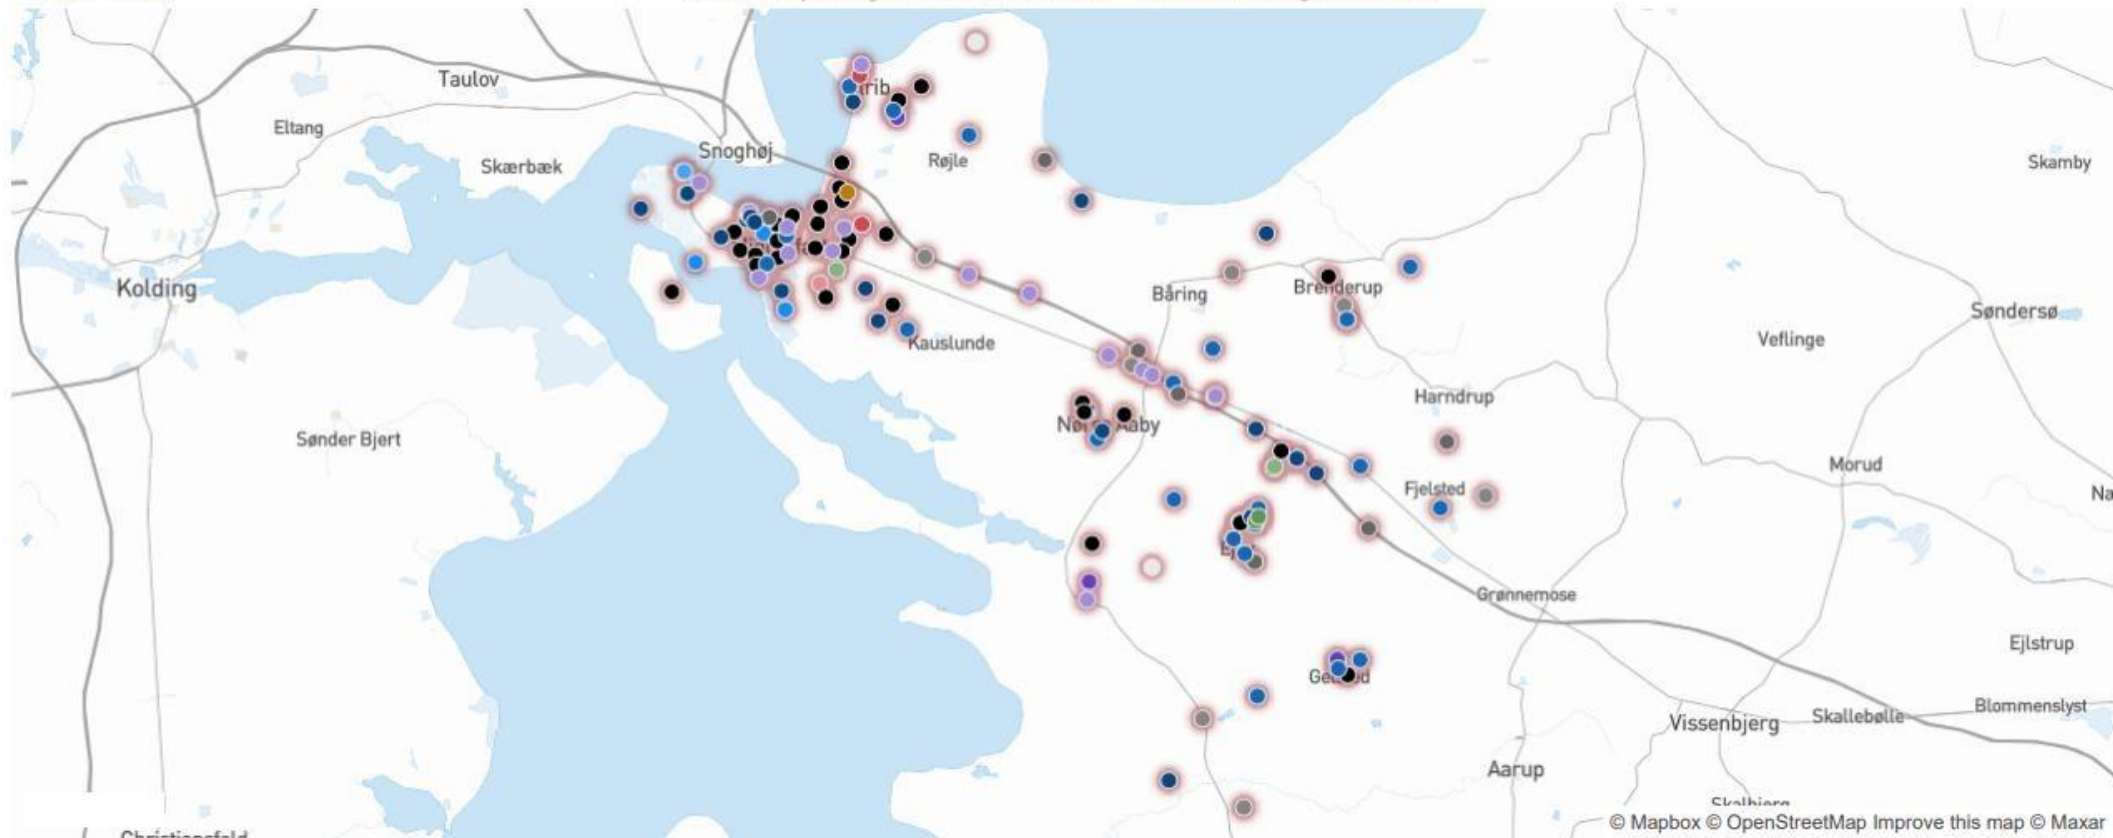 Taulov
Eltang
Snoghøj
Skærbæk
Røjle
Skamby
Kolding
Båring
Brenderup
Søndersø
Veflinge
Kauslunde
Harndrup
Sønder Bjert
Morud
Fjelsted
Grønnemose
Ejlstrup
Blommenslyst
Skallebølle
Vissenbjerg
Aarup
© Mapbox © OpenStreetMap Improve this map © Maxar